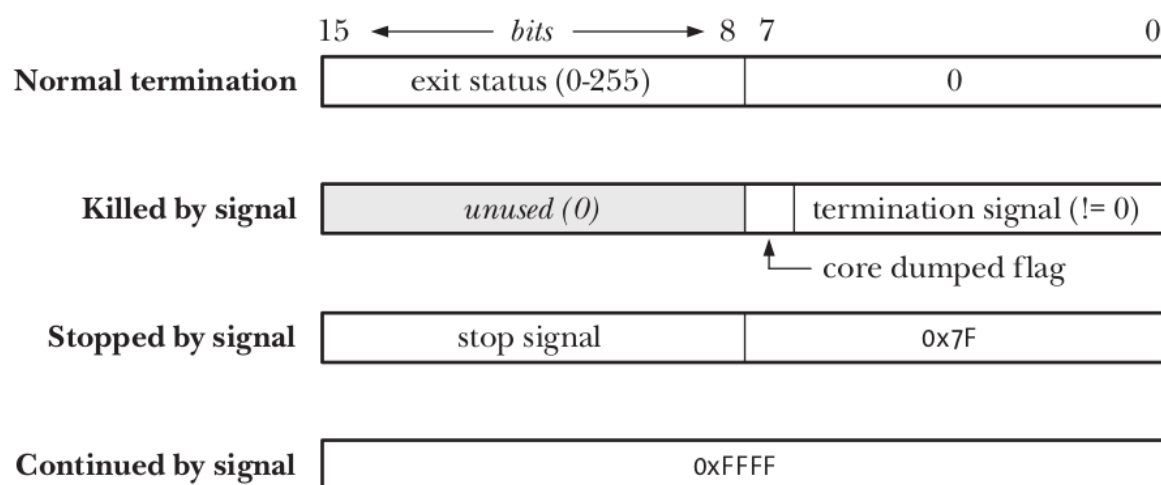 15 bits 8 7 0
Normal termination exit status (0-255) 0
Killed by signal unused (0) termination signal (!= 0)
core dumped flag
Stopped by signal stop signal 0x7F
Continued by signal 0xFFFF